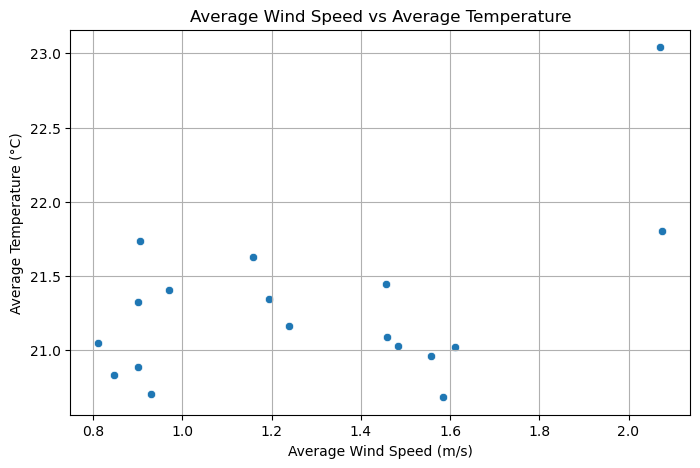 Average Wind Speed vs Average Temperature
Average Temperature (°C)
23.0
22.5
22.0
21.5
21.0
0.8 1.0 1.2 1.4 1.6 1.8 2.0
Average Wind Speed (m/s)